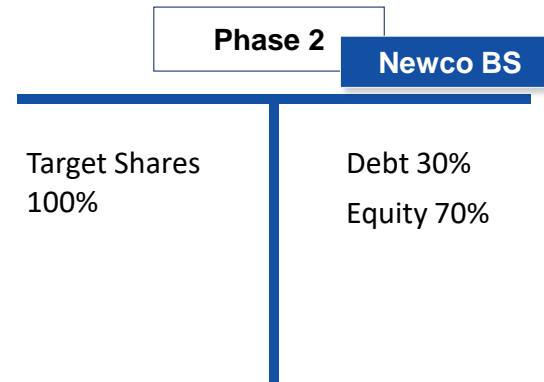 Phase 2
Newco BS
Target Shares
100%
Debt 30%
Equity 70%